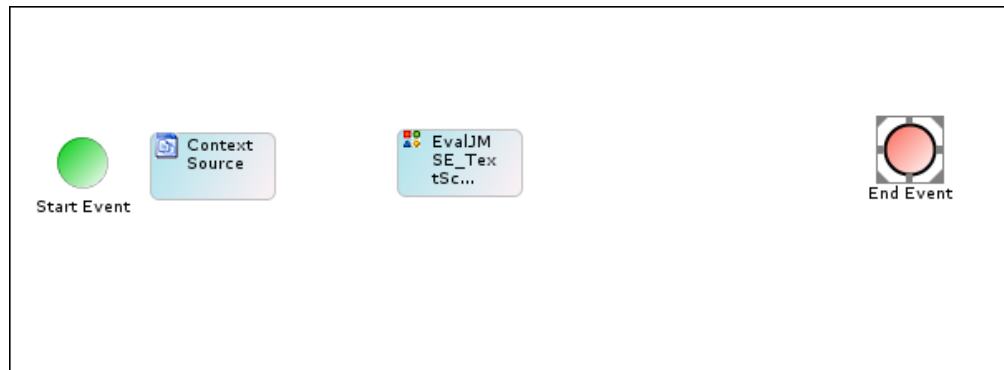 Start Event
Context
Source
EvalJM
SE_Tex
tSc...
End Event